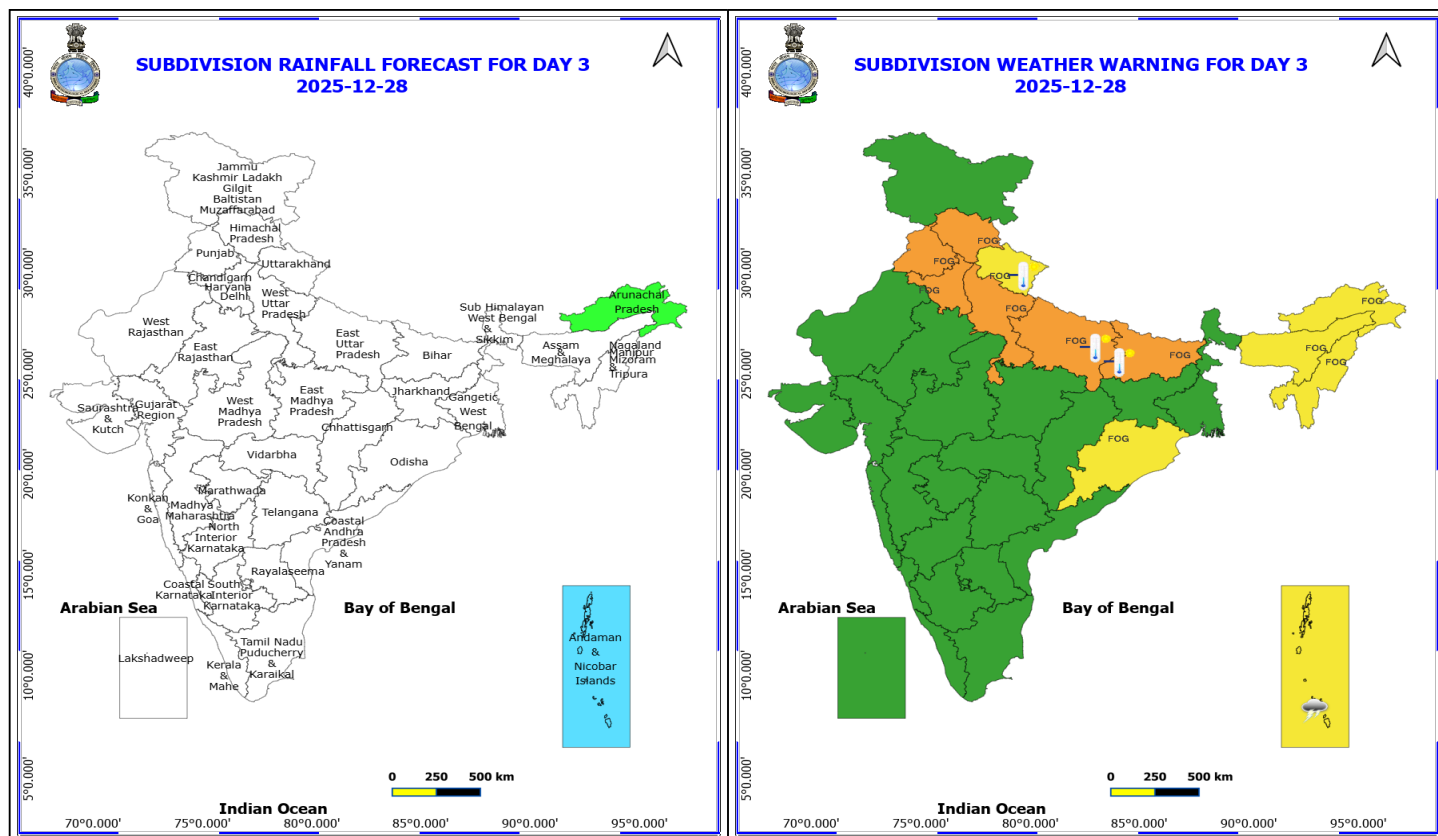 SUBDIVISION RAINFALL FORECAST FOR DAY 3
2025-12-28
40°0.000'
35°0.000'
30°0.000'
25°0.000'
20°0.000'
15°0.000'
10°0.000'
5°0.000'
Jammu
Kashmir Ladakh
Gilgit
Baltistan
Muzaffarabad
Himachal
Pradesh
Punjab
Uttarakhand
Chandigarh
Haryana
Delhi
West
Uttar
Pradesh
Arunachal
Pradesh
West
Rajasthan
Sub Himalayan
West Bengal
&
Sikkim
East
Rajasthan
East
Uttar
Pradesh
Bihar
Assam
&
Meghalaya
Nagaland
Manipur
Mizoram
&
Tripura
Saurashtra
&
Kutch
Gujarat
Region
West
Madhya
Pradesh
East
Madhya
Pradesh
Jharkhand
Gangetic
West
Bengal
Chhattisgarh
Vidarbha
Odisha
Konkan
&
Goa
Madhya
Maharashtra
Marathwada
Telangana
North
Interior
Karnataka
Coastal
Andhra
Pradesh
&
Yanam
Rayalaseema
Coastal
Karnataka
South
Interior
Karnataka
Arabian Sea
Bay of Bengal
Lakshadweep
Kerala
&
Mahe
Tamil Nadu
Puducherry
&
Karaikal
Andaman
&
Nicobar
Islands
0 250 500 km
Indian Ocean
70°0.000' 75°0.000' 80°0.000' 85°0.000' 90°0.000' 95°0.000'
SUBDIVISION WEATHER WARNING FOR DAY 3
2025-12-28
40°0.000'
35°0.000'
30°0.000'
25°0.000'
20°0.000'
15°0.000'
10°0.000'
5°0.000'
FOG
FOG
FOG
FOG
FOG
FOG
FOG
FOG
FOG
FOG
FOG
FOG
Arabian Sea
Bay of Bengal
0 250 500 km
Indian Ocean
70°0.000' 75°0.000' 80°0.000' 85°0.000' 90°0.000' 95°0.000'